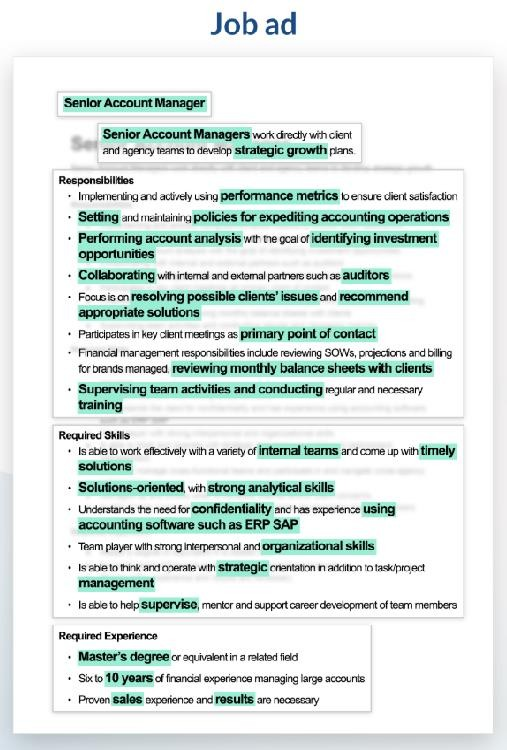 Job ad
Senior Account Manager
Senior Account Managers work directly with client
and agency teams to develop strategic growth plans.
Responsibilities
• Implementing and actively using performance metrics to ensure client satisfaction
• Setting and maintaining policies for expediting accounting operations
• Performing account analysis with the goal of identifying investment
opportunities
• Collaborating with internal and external partners such as auditors
• Focus is on resolving possible clients' issues and recommend
appropriate solutions
• Participates in key client meetings as primary point of contact
• Financial management responsibilities include reviewing SOWs, projections and billing
for brands managed, reviewing monthly balance sheets with clients
• Supervising team activities and conducting regular and necessary
training
Required Skills
• Is able to work effectively with a variety of internal teams and come up with timely
solutions
• Solutions-oriented, with strong analytical skills
• Understands the need for confidentiality and has experience using
accounting software such as ERP SAP
• Team player with strong interpersonal and organizational skills
• Is able to think and operate with strategic orientation in addition to task/project
management
• Is able to help supervise, mentor and support career development of team members
Required Experience
• Master's degree or equivalent in a related field
• Six to 10 years of financial experience managing large accounts
• Proven sales experience and results are necessary